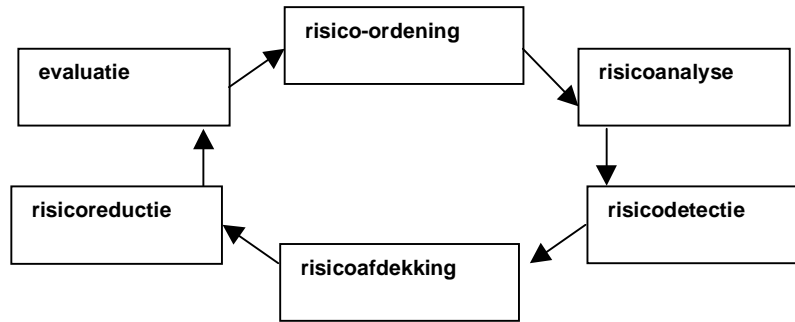 risico-ordening
evaluatie
risicoanalyse
risicoreductie
risicodetectie
risicoafdekking